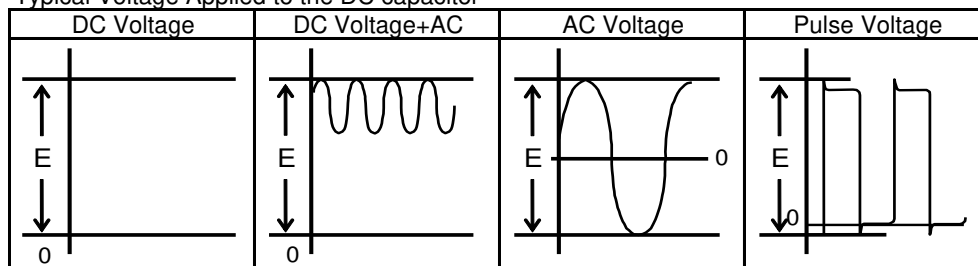 Typical Voltage Applied to the DC capacitor
DC Voltage DC Voltage+AC AC Voltage Pulse Voltage
E E E 0 E
0
0 0